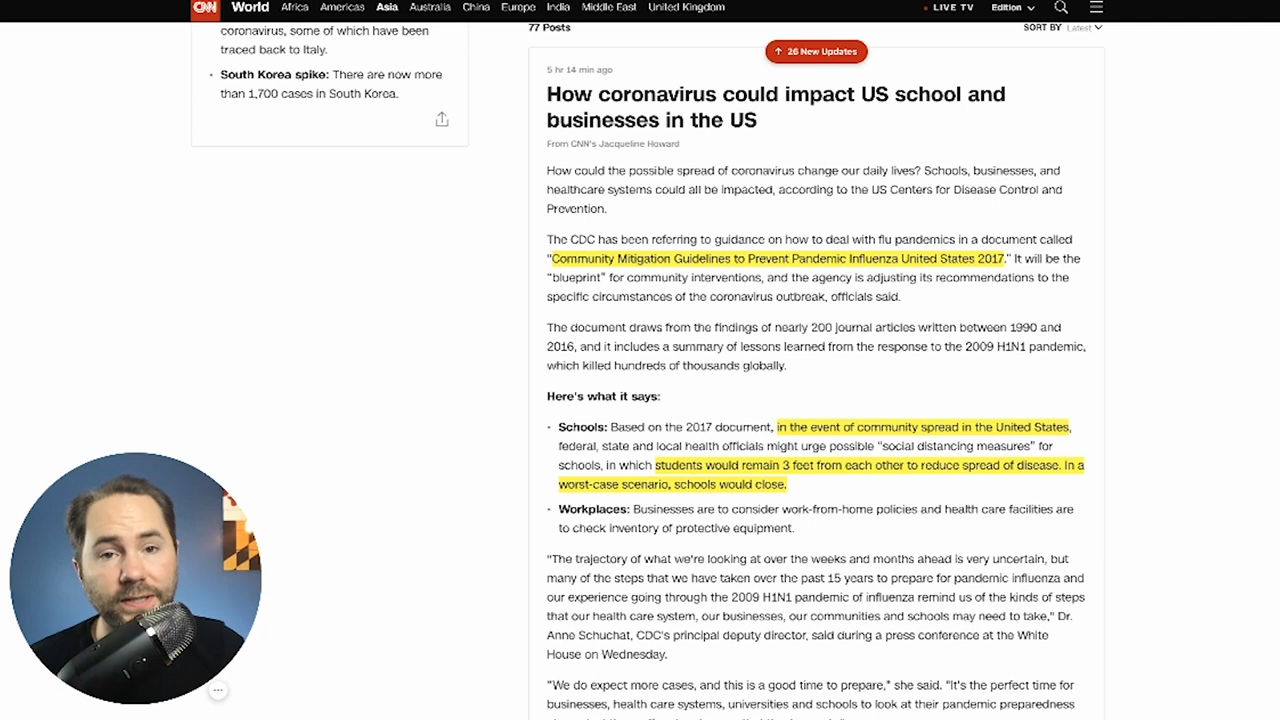 CNN World Africa Americas Asia Australia China Europe India Middle East United Kingdom LIVE TV Edition
coronavirus, some of which have been
traced back to Italy.
South Korea spike: There are now more
than 1,700 cases in South Korea.
77 Posts
SORT BY Latest
↑ 26 New Updates
5 hr 14 min ago
How coronavirus could impact US school and
businesses in the US
From CNN's Jacqueline Howard
How could the possible spread of coronavirus change our daily lives? Schools, businesses, and
healthcare systems could all be impacted, according to the US Centers for Disease Control and
Prevention.
The CDC has been referring to guidance on how to deal with flu pandemics in a document called
"Community Mitigation Guidelines to Prevent Pandemic Influenza United States 2017." It will be the
"blueprint" for community interventions, and the agency is adjusting its recommendations to the
specific circumstances of the coronavirus outbreak, officials said.
The document draws from the findings of nearly 200 journal articles written between 1990 and
2016, and it includes a summary of lessons learned from the response to the 2009 H1N1 pandemic,
which killed hundreds of thousands globally.
Here's what it says:
Schools: Based on the 2017 document, in the event of community spread in the United States,
federal, state and local health officials might urge possible "social distancing measures" for
schools, in which students would remain 3 feet from each other to reduce spread of disease. In a
worst-case scenario, schools would close.
Workplaces: Businesses are to consider work-from-home policies and health care facilities are
to check inventory of protective equipment.
"The trajectory of what we're looking at over the weeks and months ahead is very uncertain, but
many of the steps that we have taken over the past 15 years to prepare for pandemic influenza and
our experience going through the 2009 H1N1 pandemic of influenza remind us of the kinds of steps
that our health care system, our businesses, our communities and schools may need to take," Dr.
Anne Schuchat, CDC's principal deputy director, said during a press conference at the White
House on Wednesday.
"We do expect more cases, and this is a good time to prepare," she said. "It's the perfect time for
businesses, health care systems, universities and schools to look at their pandemic preparedness